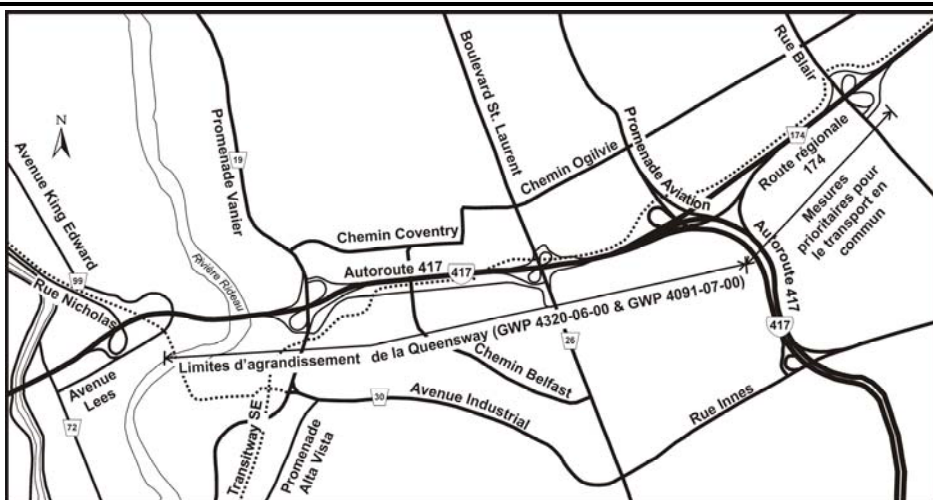 Rue Blair
Boulevard St. Laurent
Promenade Vanier
19
N
Avenue King Edward
Promenade Aviation
174
Route régionale
174
Chemin Ogilvie
Mesures
prioritaires pour
le transport en
commun
Chemin Coventry
Rivière Rideau
Autoroute 417
417
Autoroute 417
99
Rue Nicholas
417
Limites d'agrandissement de la Queensway (GWP 4320-06-00 & GWP 4091-07-00)
26
Chemin Belfast
Avenue
Lees
30
Avenue Industrial
Rue Innes
72
Transitway SE
Promenade
Alta Vista